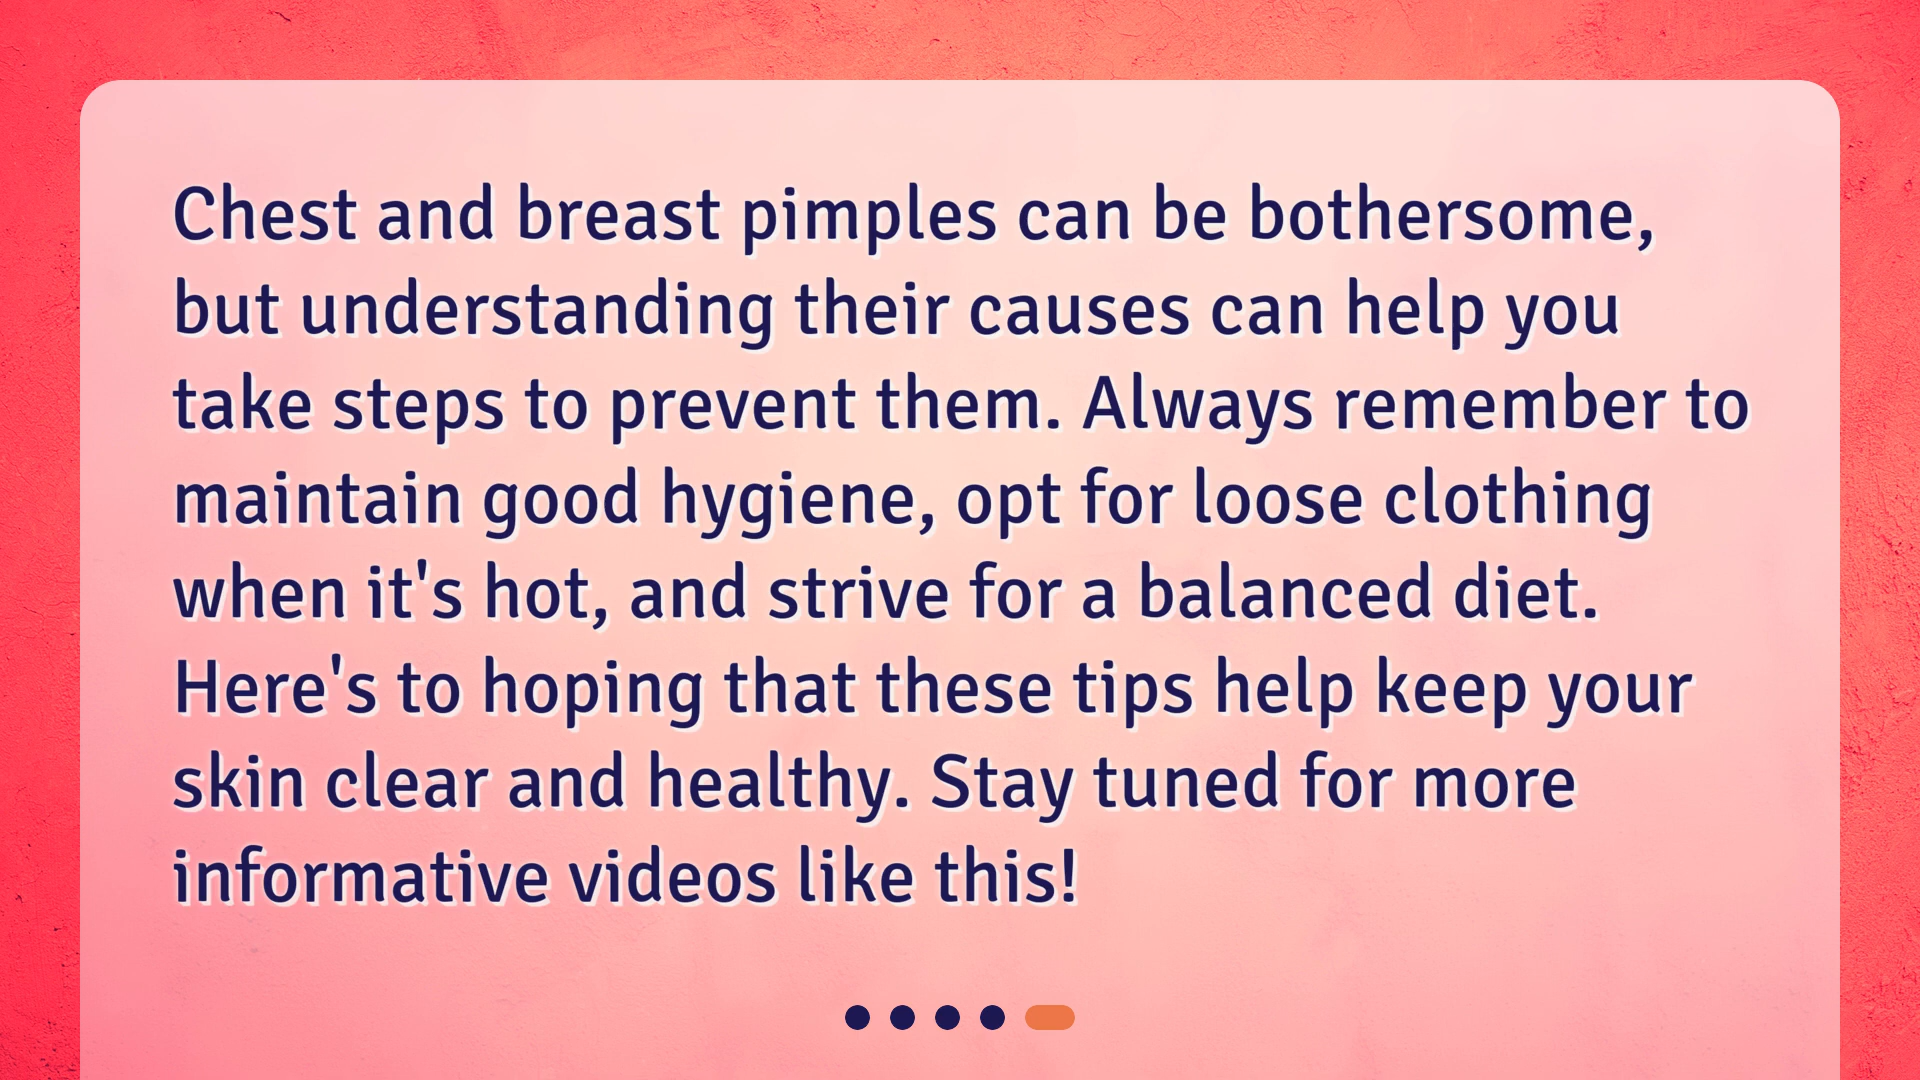 Chest and breast pimples can be bothersome,
but understanding their causes can help you
take steps to prevent them. Always remember to
maintain good hygiene, opt for loose clothing
when it's hot, and strive for a balanced diet.
Here's to hoping that these tips help keep your
skin clear and healthy. Stay tuned for more
informative videos like this!